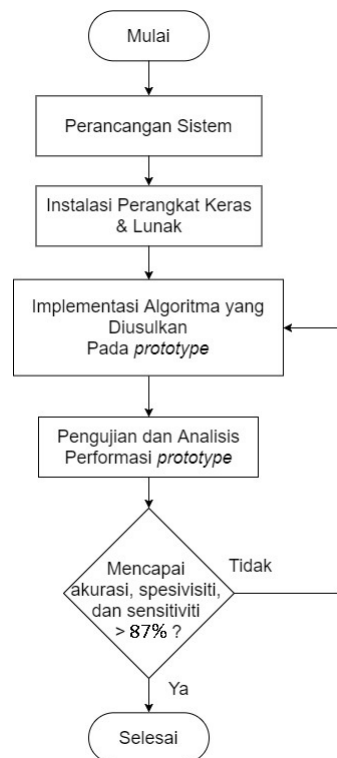 Mulai
Perancangan Sistem
Instalasi Perangkat Keras
& Lunak
Implementasi Algoritma yang
Diusulkan
Pada prototype
Pengujian dan Analisis
Performasi prototype
Mencapai
akurasi, spesivisiti,
dan sensitiviti
> 87% ?
Tidak
Ya
Selesai